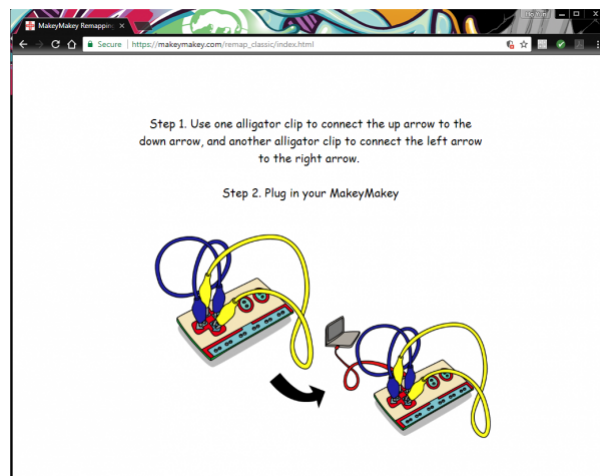 MakeyMakey Remapping
Secure | https://makeymakey.com/remap_classic/index.html
Step 1. Use one alligator clip to connect the up arrow to the
down arrow, and another alligator clip to connect the left arrow
to the right arrow.
Step 2. Plug in your MakeyMakey